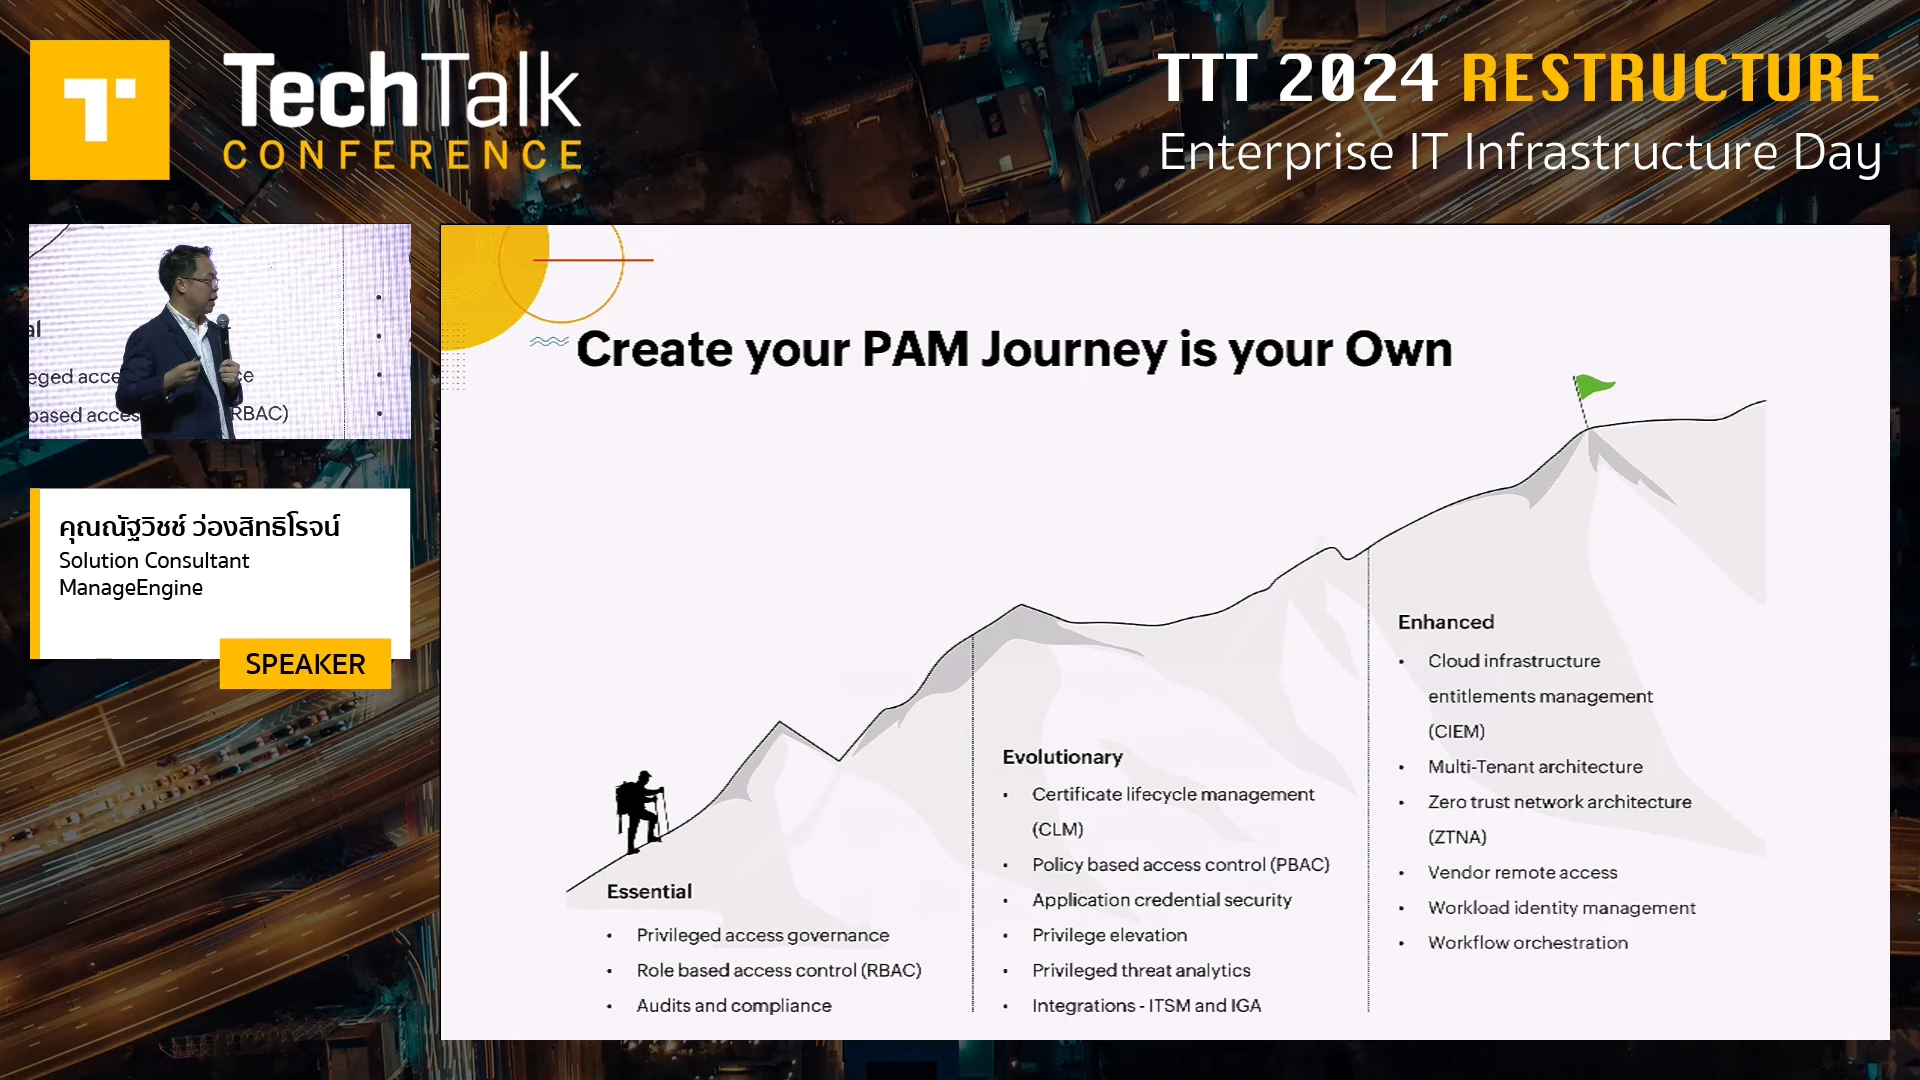 TechTalk
CONFERENCE
TTT 2024 RESTRUCTURE
Enterprise IT Infrastructure Day
คุณณัฐวิชช์ ว่องสิทธิโรจน์
Solution Consultant
ManageEngine
SPEAKER
Create your PAM Journey is your Own
Essential
• Privileged access governance
• Role based access control (RBAC)
• Audits and compliance
Evolutionary
• Certificate lifecycle management
(CLM)
• Policy based access control (PBAC)
• Application credential security
• Privilege elevation
• Privileged threat analytics
• Integrations - ITSM and IGA
Enhanced
• Cloud infrastructure
entitlements management
(CIEM)
• Multi-Tenant architecture
• Zero trust network architecture
(ZTNA)
• Vendor remote access
• Workload identity management
• Workflow orchestration